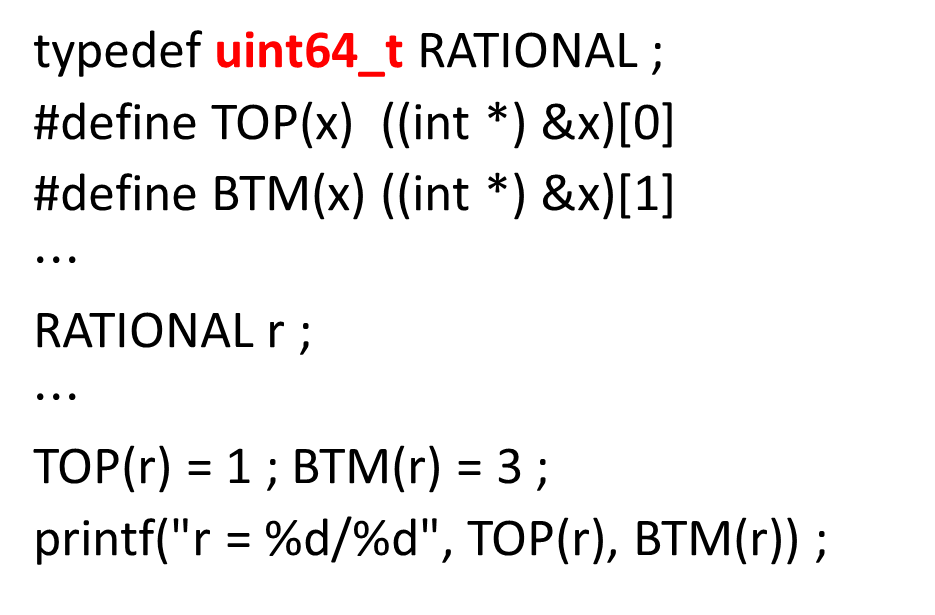 typedef uint64_t RATIONAL ;
#define TOP(x)  ((int *) &x)[0]
#define BTM(x) ((int *) &x)[1]
...
RATIONAL r ;
...
TOP(r) = 1 ; BTM(r) = 3 ;
printf("r = %d/%d", TOP(r), BTM(r)) ;